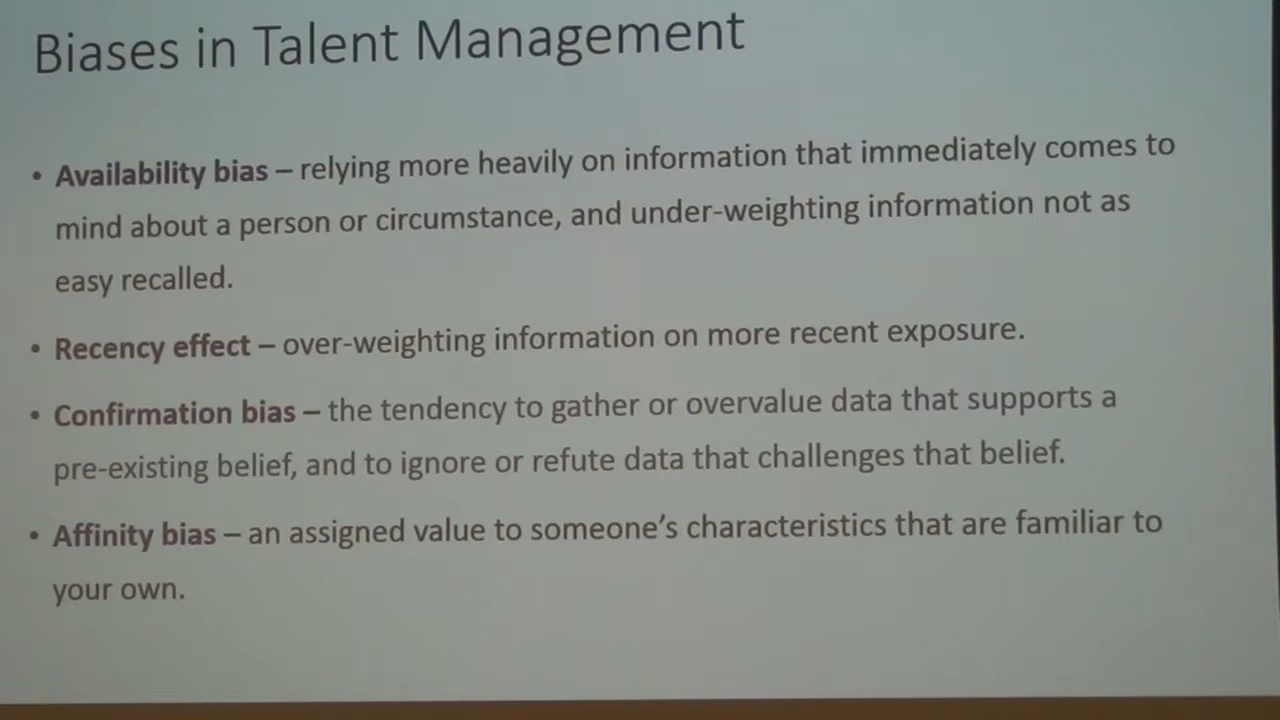 Biases in Talent Management
• Availability bias – relying more heavily on information that immediately comes to
mind about a person or circumstance, and under-weighting information not as
easy recalled.
• Recency effect – over-weighting information on more recent exposure.
• Confirmation bias – the tendency to gather or overvalue data that supports a
pre-existing belief, and to ignore or refute data that challenges that belief.
• Affinity bias – an assigned value to someone's characteristics that are familiar to
your own.